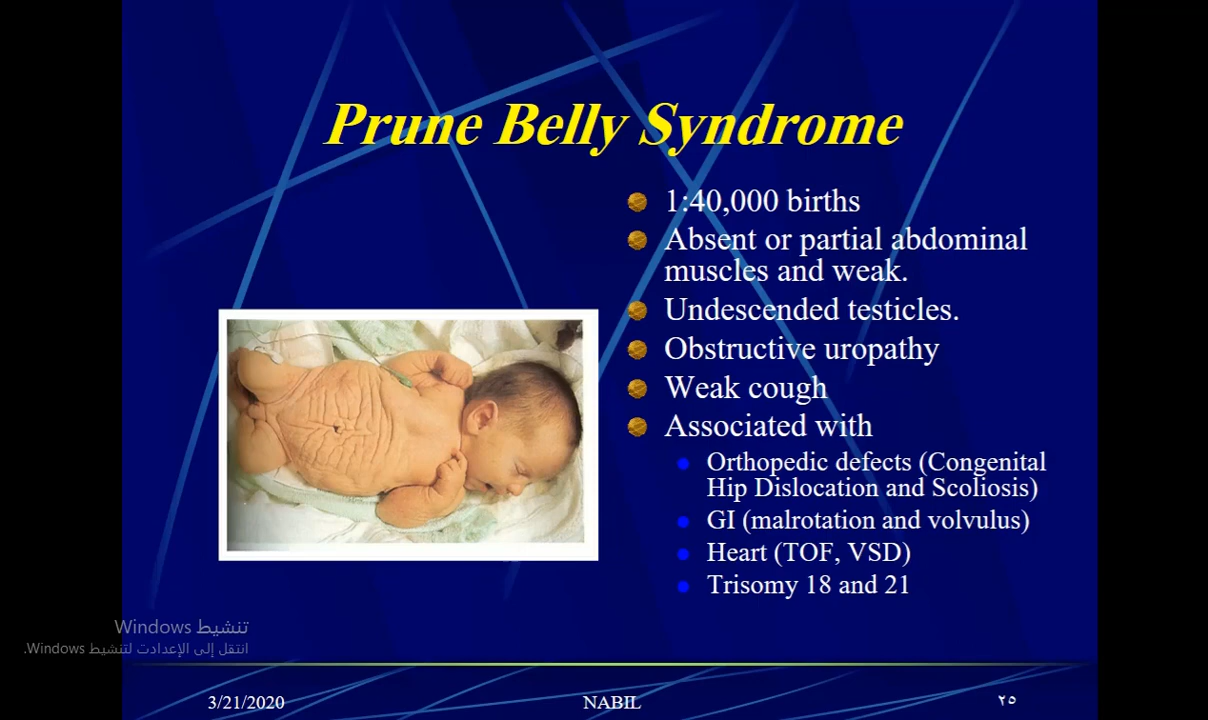 Prune Belly Syndrome
1:40,000 births
Absent or partial abdominal
muscles and weak.
Undescended testicles.
Obstructive uropathy
Weak cough
Associated with
Orthopedic defects (Congenital
Hip Dislocation and Scoliosis)
GI (malrotation and volvulus)
Heart (TOF, VSD)
Trisomy 18 and 21
تنشيط Windows
انتقل إلى الإعدادت لتنشيط Windows.
3/21/2020
NABIL
٢٥